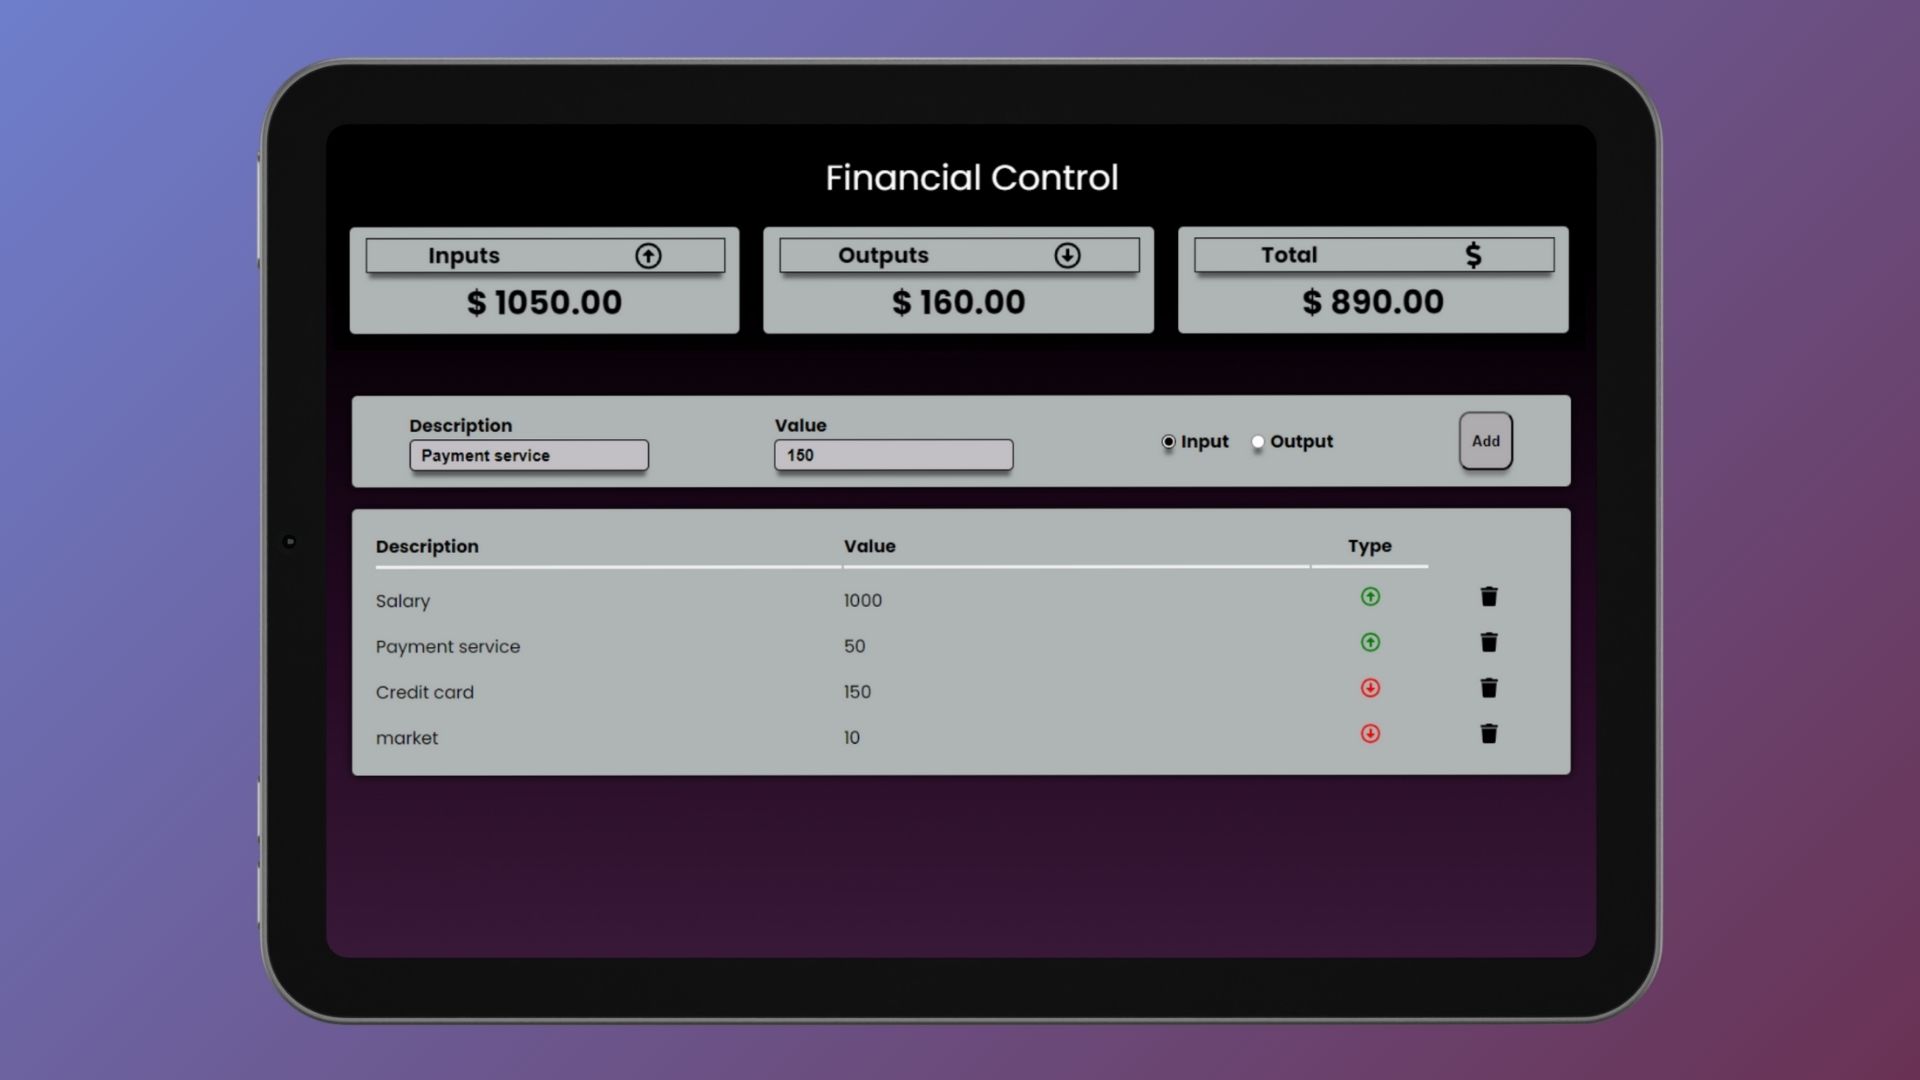 Financial Control
Inputs
Outputs
Total $
$ 1050.00
$ 160.00
$ 890.00
Description
Value
Payment service
150
Input
Output
Add
Description Value Type
Salary 1000
Payment service 50
Credit card 150
market 10